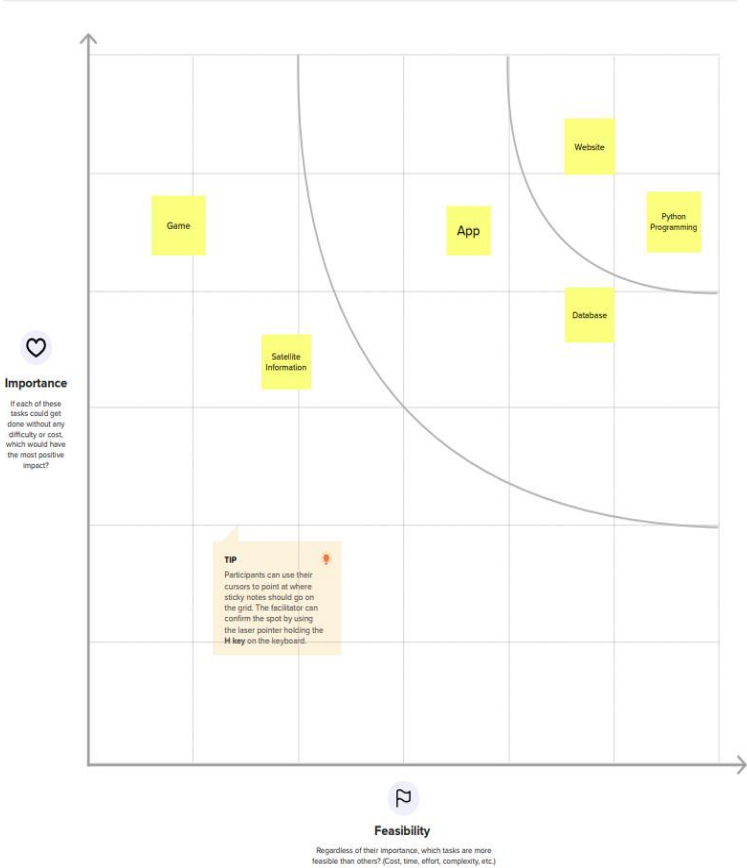 Website
Game
App
Python
Programming
Database
Satellite
Information
Importance
If each of these
tasks could get
done without any
difficulty or cost,
which would have
the most positive
impact?
TIP
Participants can use their
cursors to point at where
sticky notes should go on
the grid. The facilitator can
confirm the spot by using
the laser pointer holding the
H key on the keyboard.
Feasibility
Regardless of their importance, which tasks are more
feasible than others? (Cost, time, effort, complexity, etc.)